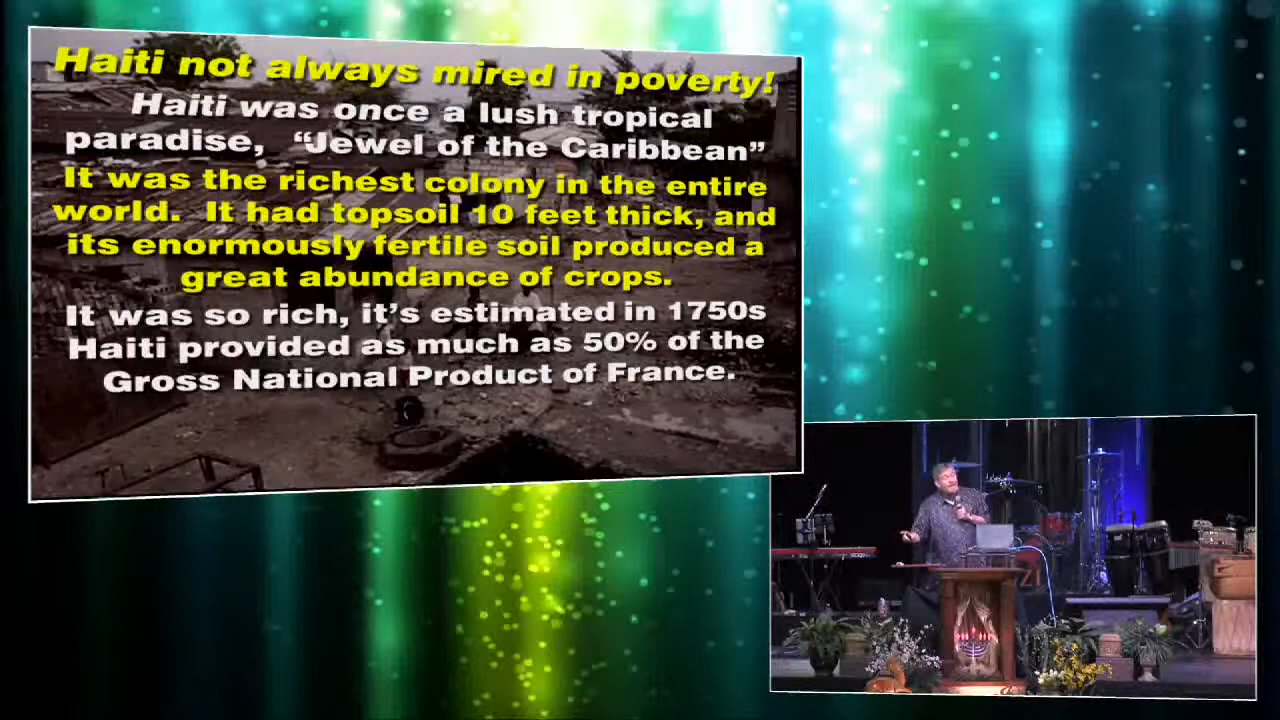 Haiti not always mired in poverty!
Haiti was once a lush tropical
paradise, “Jewel of the Caribbean”
It was the richest colony in the entire
world. It had topsoil 10 feet thick, and
its enormously fertile soil produced a
great abundance of crops.
It was so rich, it’s estimated in 1750s
Haiti provided as much as 50% of the
Gross National Product of France.